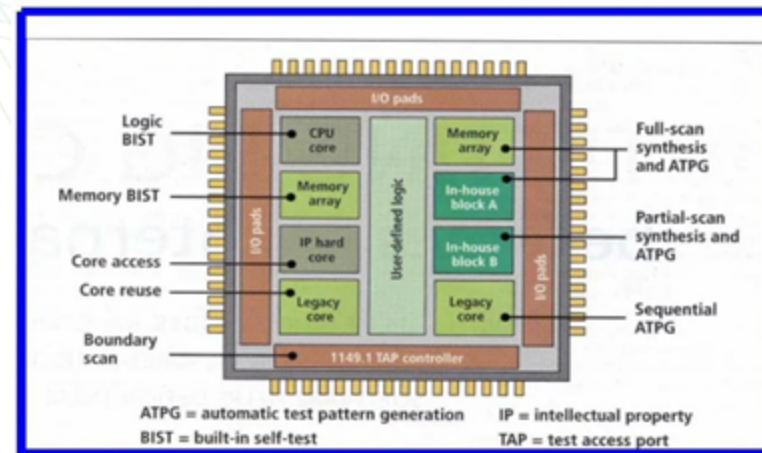 I/O pads
Logic
BIST
CPU
core
Memory
array
Full-scan
synthesis
and ATPG
Memory BIST
Memory
array
In-house
block A
I/O pads
User-defined logic
I/O pads
Partial-scan
synthesis and
ATPG
Core access
IP hard
core
In-house
block B
Core reuse
Legacy
core
Legacy
core
Sequential
ATPG
Boundary
scan
1149.1 TAP controller
ATPG = automatic test pattern generation
IP = intellectual property
BIST = built-in self-test
TAP = test access port